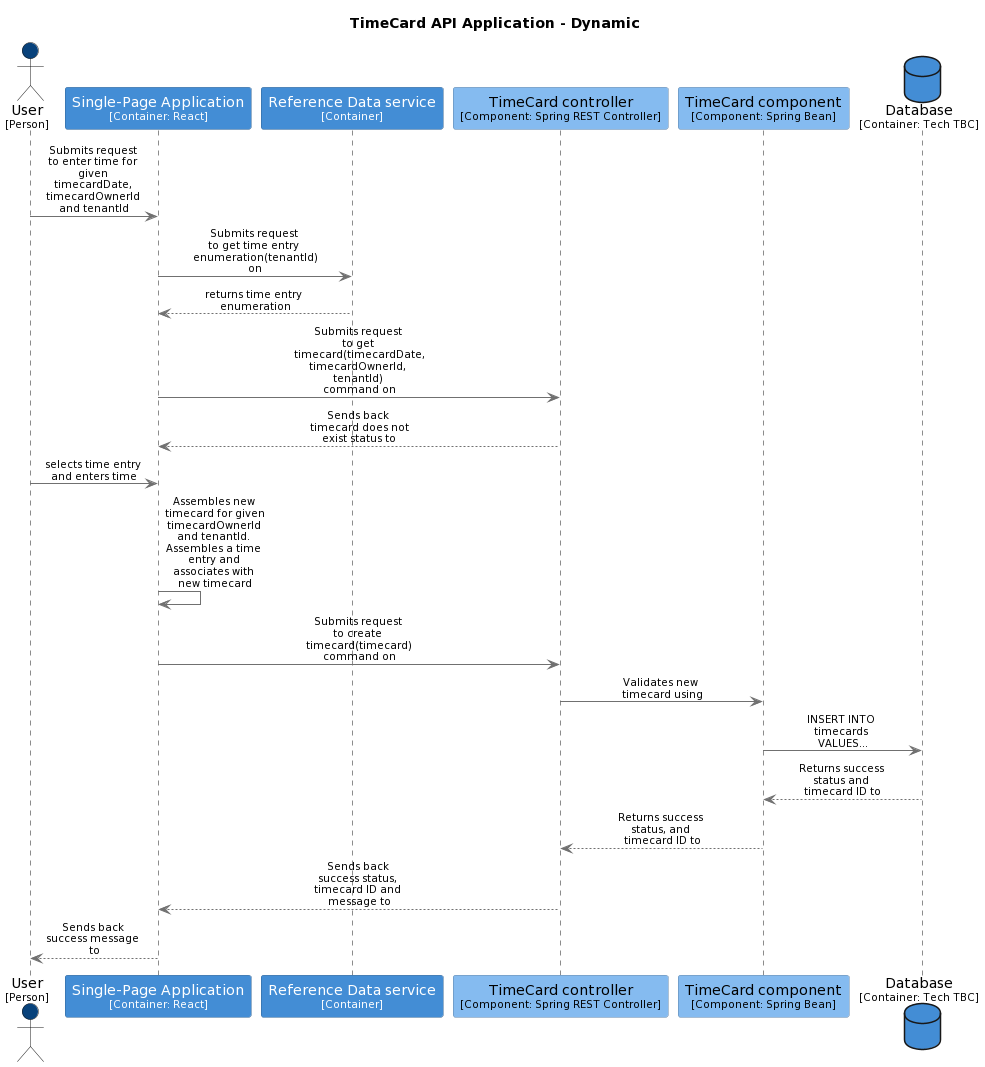 TimeCard API Application - Dynamic
User
[Person]
Single-Page Application
[Container: React]
Reference Data service
[Container]
TimeCard controller
[Component: Spring REST Controller]
TimeCard component
[Component: Spring Bean]
Database
[Container: Tech TBC]
Submits request
to enter time for
given
timecardDate,
timecardOwnerId
and tenantId
Submits request
to get time entry
enumeration(tenantId)
on
returns time entry
enumeration
Submits request
to get
timecard(timecardDate,
timecardOwnerId,
tenantId)
command on
Sends back
timecard does not
exist status to
selects time entry
and enters time
Assembles new
timecard for given
timecardOwnerId
and tenantId.
Assembles a time
entry and
associates with
new timecard
Submits request
to create
timecard(timecard)
command on
Validates new
timecard using
INSERT INTO
timecards
VALUES...
Returns success
status and
timecard ID to
Returns success
status, and
timecard ID to
Sends back
success status,
timecard ID and
message to
Sends back
success message
to
User
[Person]
Single-Page Application
[Container: React]
Reference Data service
[Container]
TimeCard controller
[Component: Spring REST Controller]
TimeCard component
[Component: Spring Bean]
Database
[Container: Tech TBC]